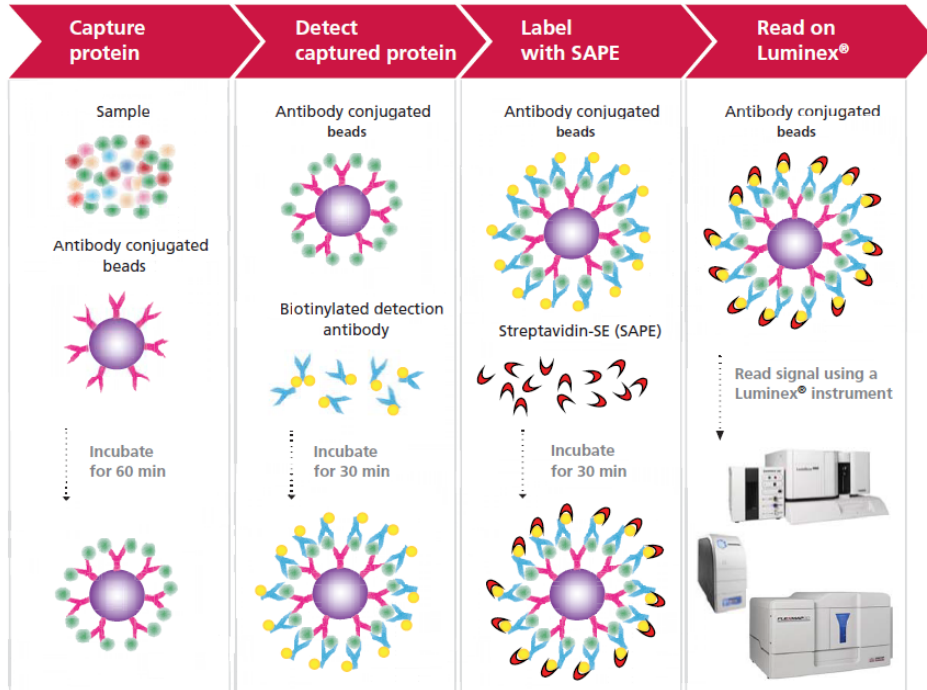 Capture
protein
Detect
captured protein
Label
with SAPE
Read on
Luminex®
Sample
Antibody conjugated
beads
Incubate
for 60 min
Antibody conjugated
beads
Biotinylated detection
antibody
Incubate
for 30 min
Antibody conjugated
beads
Streptavidin-SE (SAPE)
Incubate
for 30 min
Antibody conjugated
beads
Read signal using a
Luminex® instrument